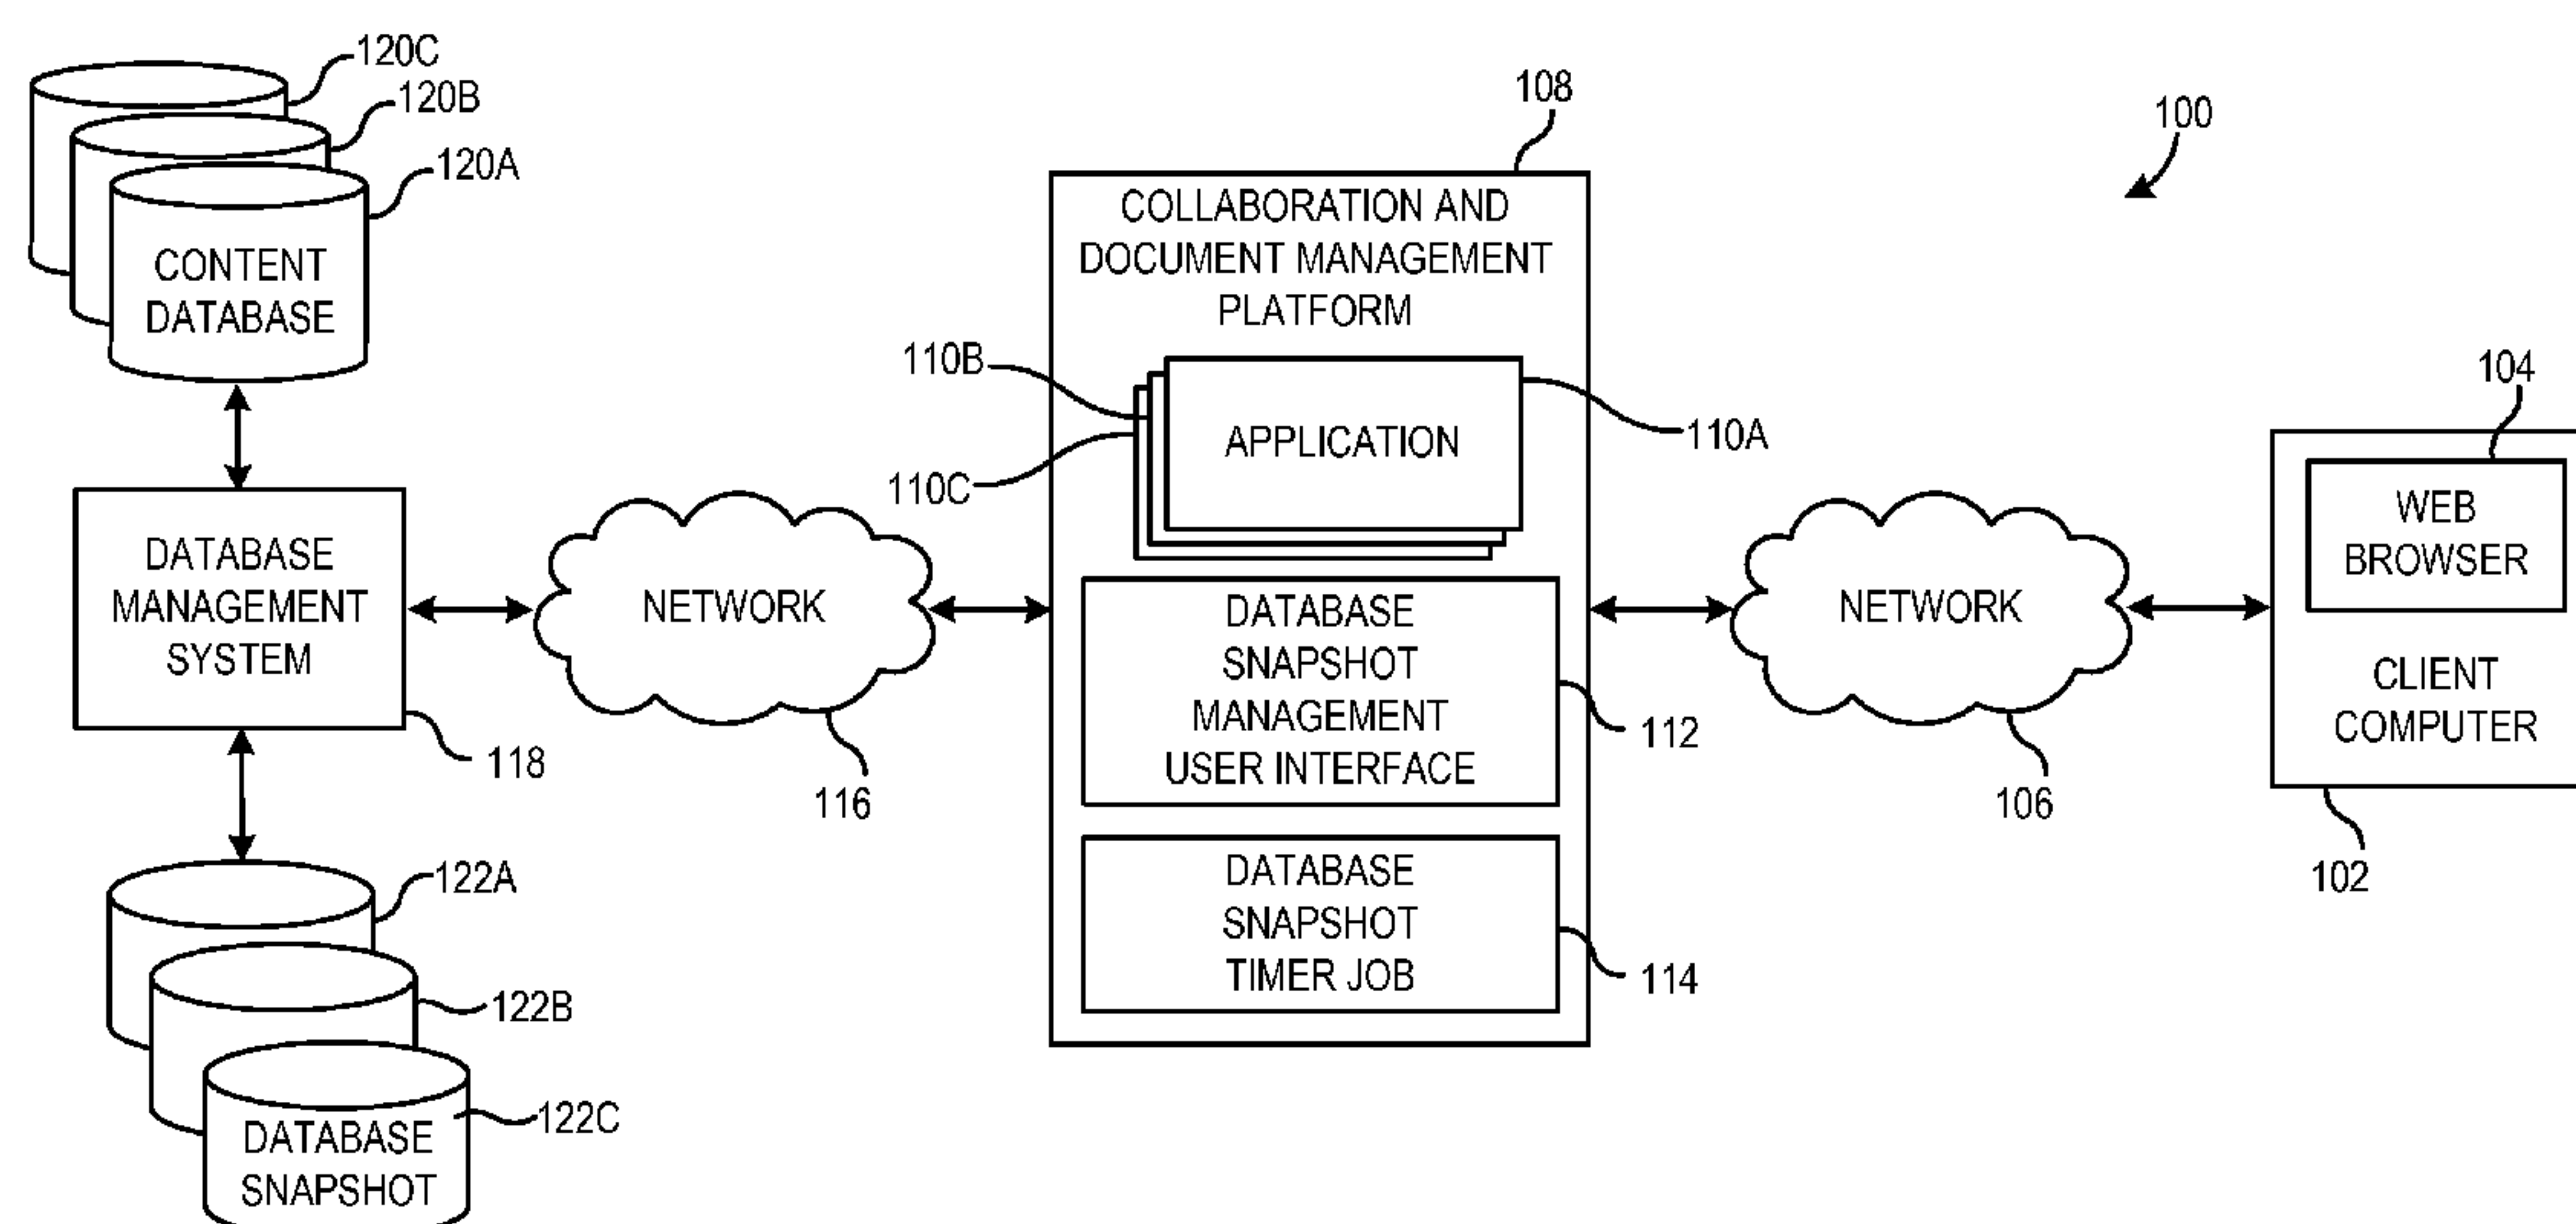 120C
120B
120A
CONTENT
DATABASE
DATABASE
MANAGEMENT
SYSTEM
118
122A
122B
122C
DATABASE
SNAPSHOT
NETWORK
116
108
COLLABORATION AND
DOCUMENT MANAGEMENT
PLATFORM
110B
110C
APPLICATION
110A
DATABASE
SNAPSHOT
MANAGEMENT
USER INTERFACE
112
DATABASE
SNAPSHOT
TIMER JOB
114
NETWORK
106
100
104
WEB
BROWSER
CLIENT
COMPUTER
102